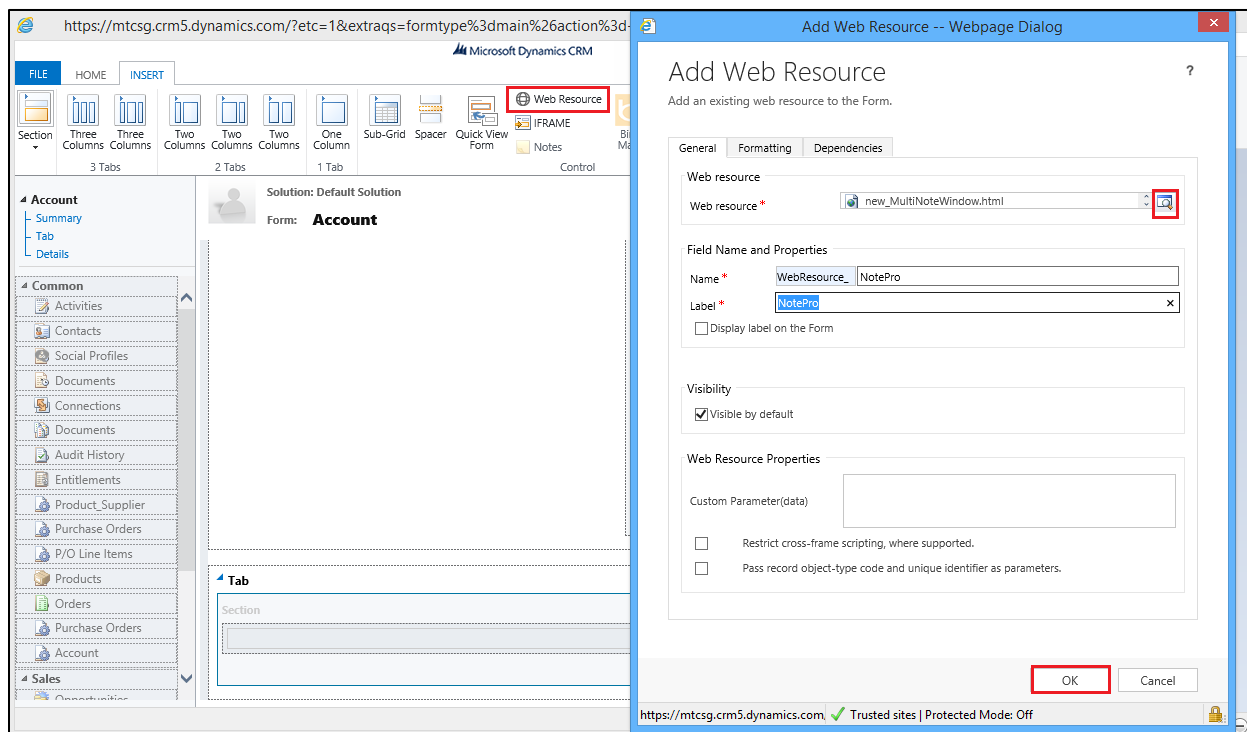 https://mtcsg.crm5.dynamics.com/?etc=1&extraqs=formtype%3dmain%26action%3d-
Microsoft Dynamics CRM
FILE HOME INSERT
Section
Three Columns
Three Columns
3 Tabs
Two Columns
Two Columns
Two Columns
2 Tabs
One Column
1 Tab
Sub-Grid
Spacer
Quick View Form
Web Resource
IFRAME
Notes
Control
Account
Summary
Tab
Details
Common
Activities
Contacts
Social Profiles
Documents
Connections
Documents
Audit History
Entitlements
Product_Supplier
Purchase Orders
P/O Line Items
Products
Orders
Purchase Orders
Account
Sales
Opportunities
Solution: Default Solution
Form: Account
Tab
Section
Add Web Resource -- Webpage Dialog
Add Web Resource
?
Add an existing web resource to the Form.
General Formatting Dependencies
Web resource
Web resource* new_MultiNoteWindow.html
Field Name and Properties
Name* WebResource_ NotePro
Label* NotePro
Display label on the Form
Visibility
Visible by default
Web Resource Properties
Custom Parameter(data)
Restrict cross-frame scripting, where supported.
Pass record object-type code and unique identifier as parameters.
OK Cancel
https://mtcsg.crm5.dynamics.com, Trusted sites | Protected Mode: Off